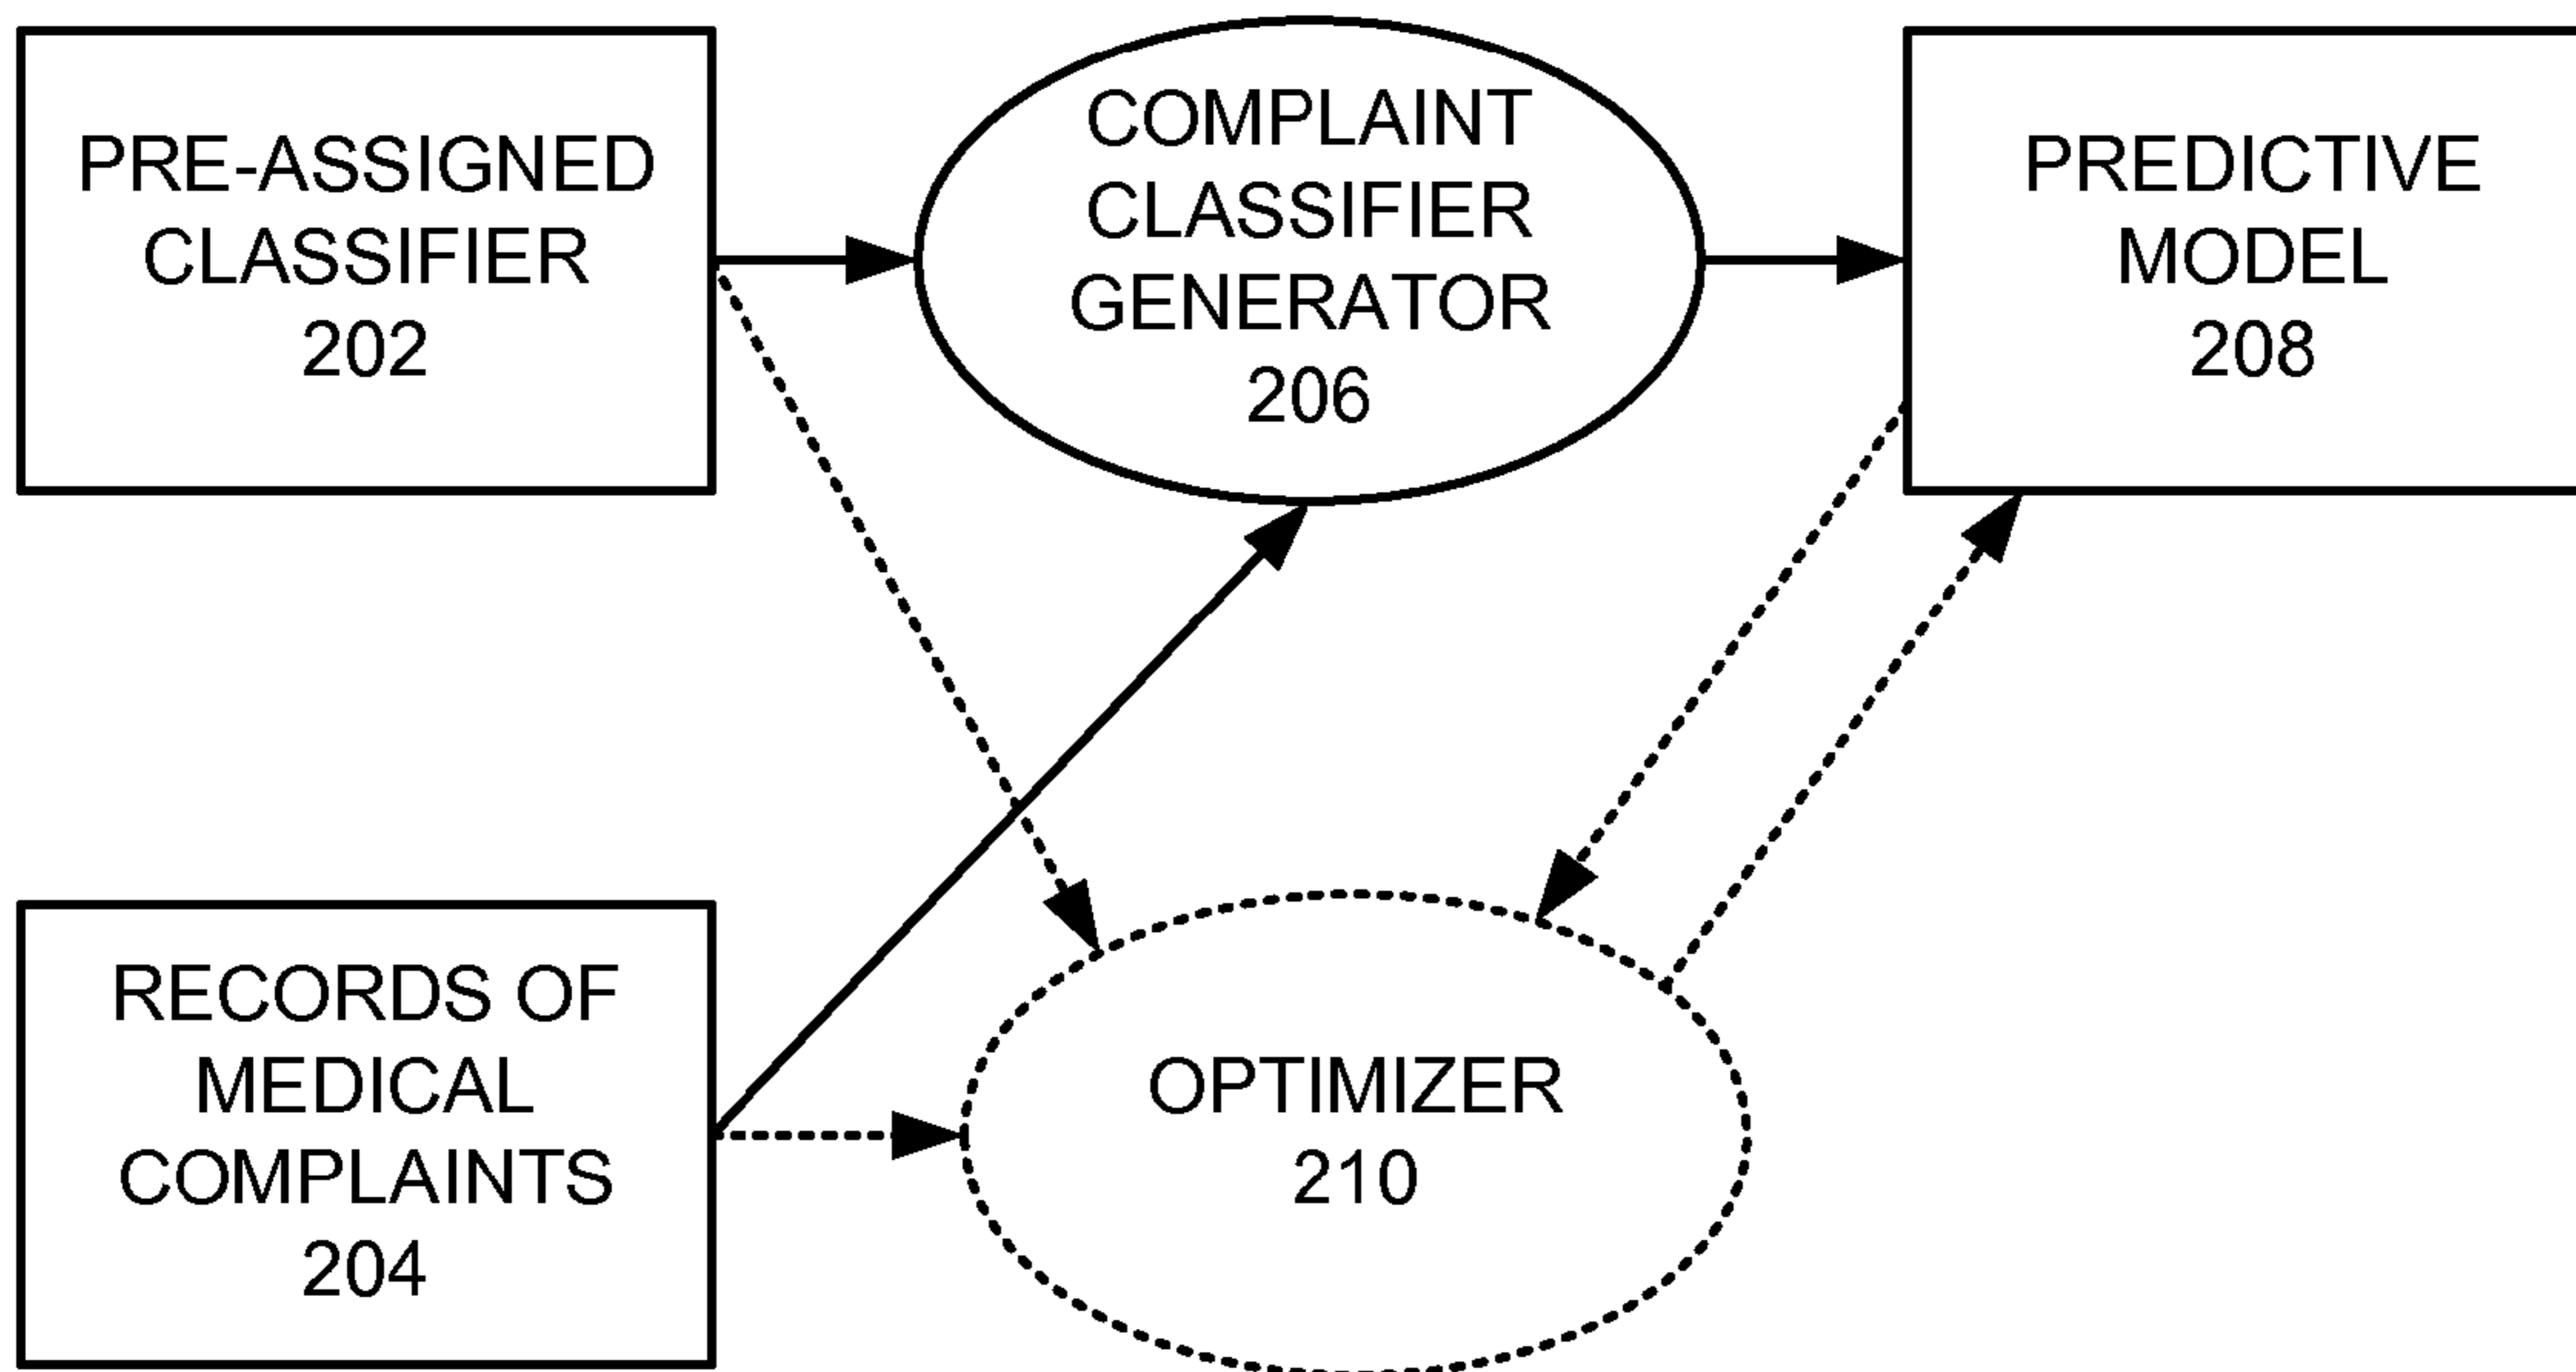 PRE-ASSIGNED
CLASSIFIER
202
COMPLAINT
CLASSIFIER
GENERATOR
206
PREDICTIVE
MODEL
208
RECORDS OF
MEDICAL
COMPLAINTS
204
OPTIMIZER
210